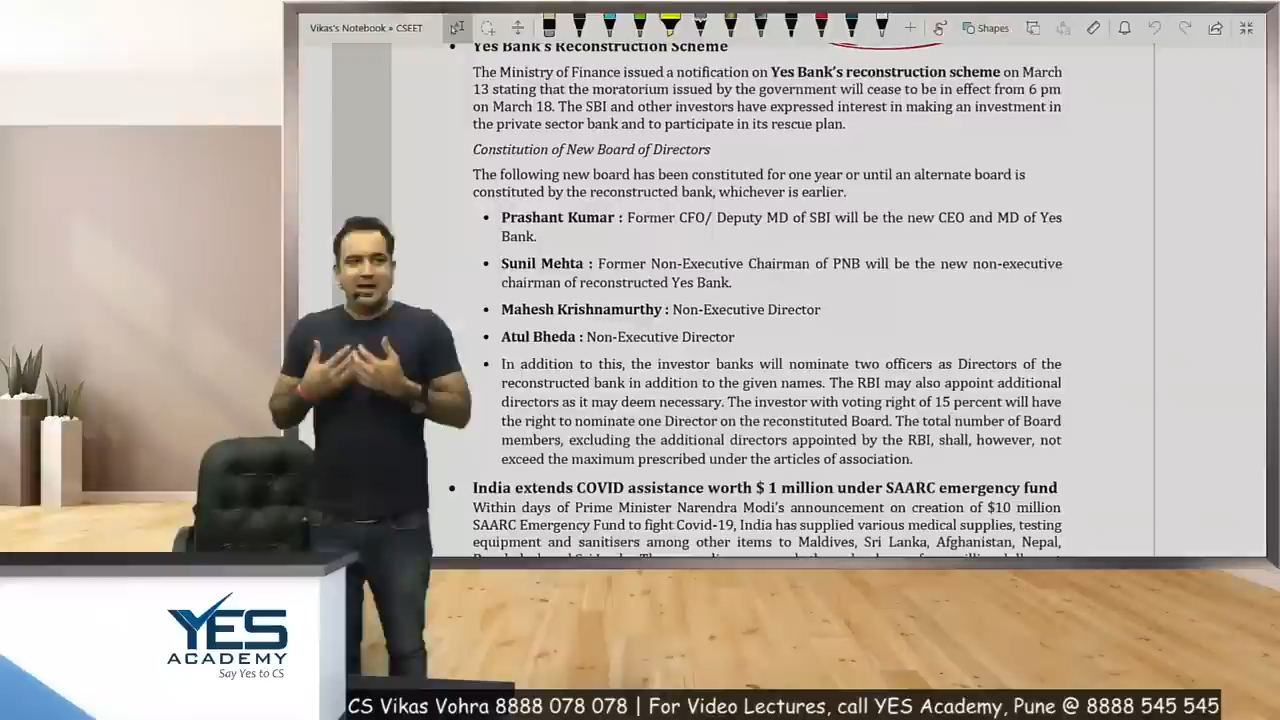 Vikas's Notebook » CSEET
Shapes
Yes Bank's Reconstruction Scheme
The Ministry of Finance issued a notification on Yes Bank's reconstruction scheme on March
13 stating that the moratorium issued by the government will cease to be in effect from 6 pm
on March 18. The SBI and other investors have expressed interest in making an investment in
the private sector bank and to participate in its rescue plan.
Constitution of New Board of Directors
The following new board has been constituted for one year or until an alternate board is
constituted by the reconstructed bank, whichever is earlier.
• Prashant Kumar : Former CFO/ Deputy MD of SBI will be the new CEO and MD of Yes
Bank.
• Sunil Mehta : Former Non-Executive Chairman of PNB will be the new non-executive
chairman of reconstructed Yes Bank.
• Mahesh Krishnamurthy : Non-Executive Director
• Atul Bheda : Non-Executive Director
• In addition to this, the investor banks will nominate two officers as Directors of the
reconstructed bank in addition to the given names. The RBI may also appoint additional
directors as it may deem necessary. The investor with voting right of 15 percent will have
the right to nominate one Director on the reconstituted Board. The total number of Board
members, excluding the additional directors appointed by the RBI, shall, however, not
exceed the maximum prescribed under the articles of association.
• India extends COVID assistance worth $ 1 million under SAARC emergency fund
Within days of Prime Minister Narendra Modi's announcement on creation of $10 million
SAARC Emergency Fund to fight Covid-19, India has supplied various medical supplies, testing
equipment and sanitisers among other items to Maldives, Sri Lanka, Afghanistan, Nepal,
YES
ACADEMY
Say Yes to CS
CS Vikas Vohra 8888 078 078 | For Video Lectures, call YES Academy, Pune @ 8888 545 545